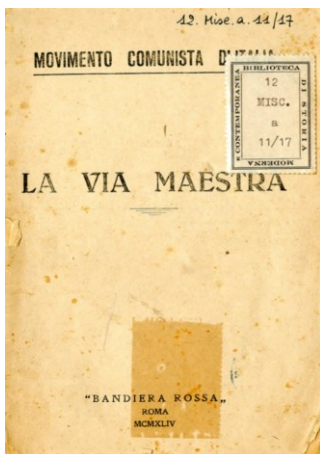 12. Misc. a. 11/17
MOVIMENTO COMUNISTA
BIBLIOTECA
DI STORIA
MODERNA
E CONTEMPORANEA
12
MISC.
a
11/17
LA VIA MAESTRA
"BANDIERA ROSSA„
ROMA
MCMXLIV